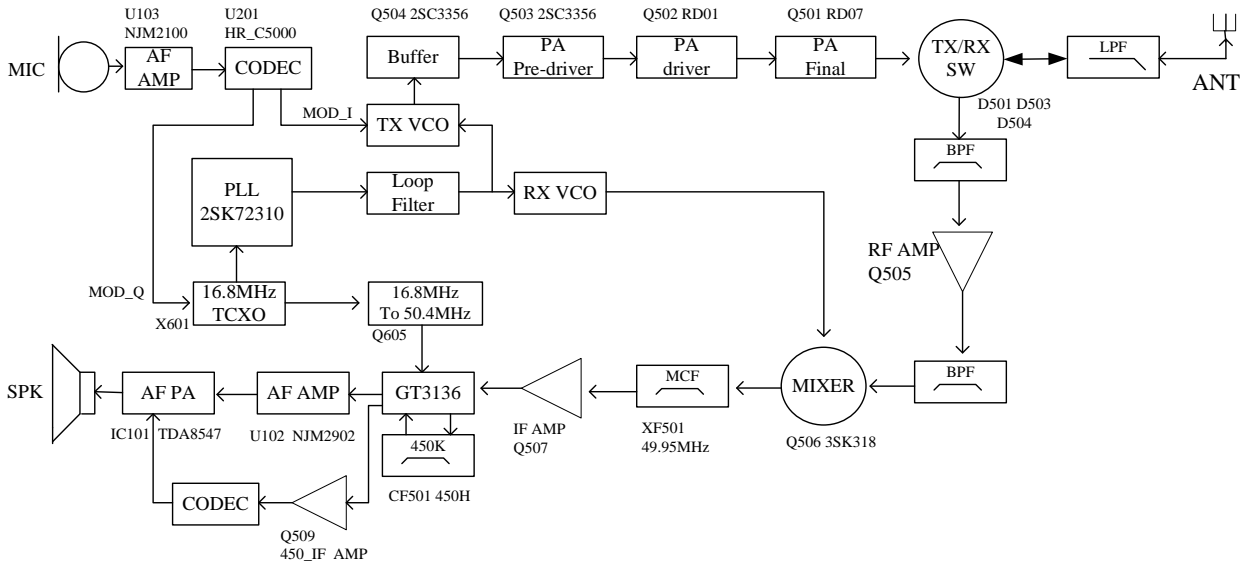 U103
NJM2100
U201
HR_C5000
Q504 2SC3356
Q503 2SC3356
Q502 RD01
Q501 RD07
MIC
AF
AMP
CODEC
Buffer
PA
Pre-driver
PA
driver
PA
Final
TX/RX
SW
LPF
ANT
MOD_I
TX VCO
D501 D503
D504
BPF
PLL
2SK72310
Loop
Filter
RX VCO
RF AMP
Q505
MOD_Q
16.8MHz
TCXO
X601
16.8MHz
To 50.4MHz
Q605
SPK
AF PA
AF AMP
GT3136
MCF
MIXER
BPF
IC101 TDA8547
U102 NJM2902
IF AMP
Q507
XF501
49.95MHz
Q506 3SK318
450K
CF501 450H
CODEC
Q509
450_IF AMP